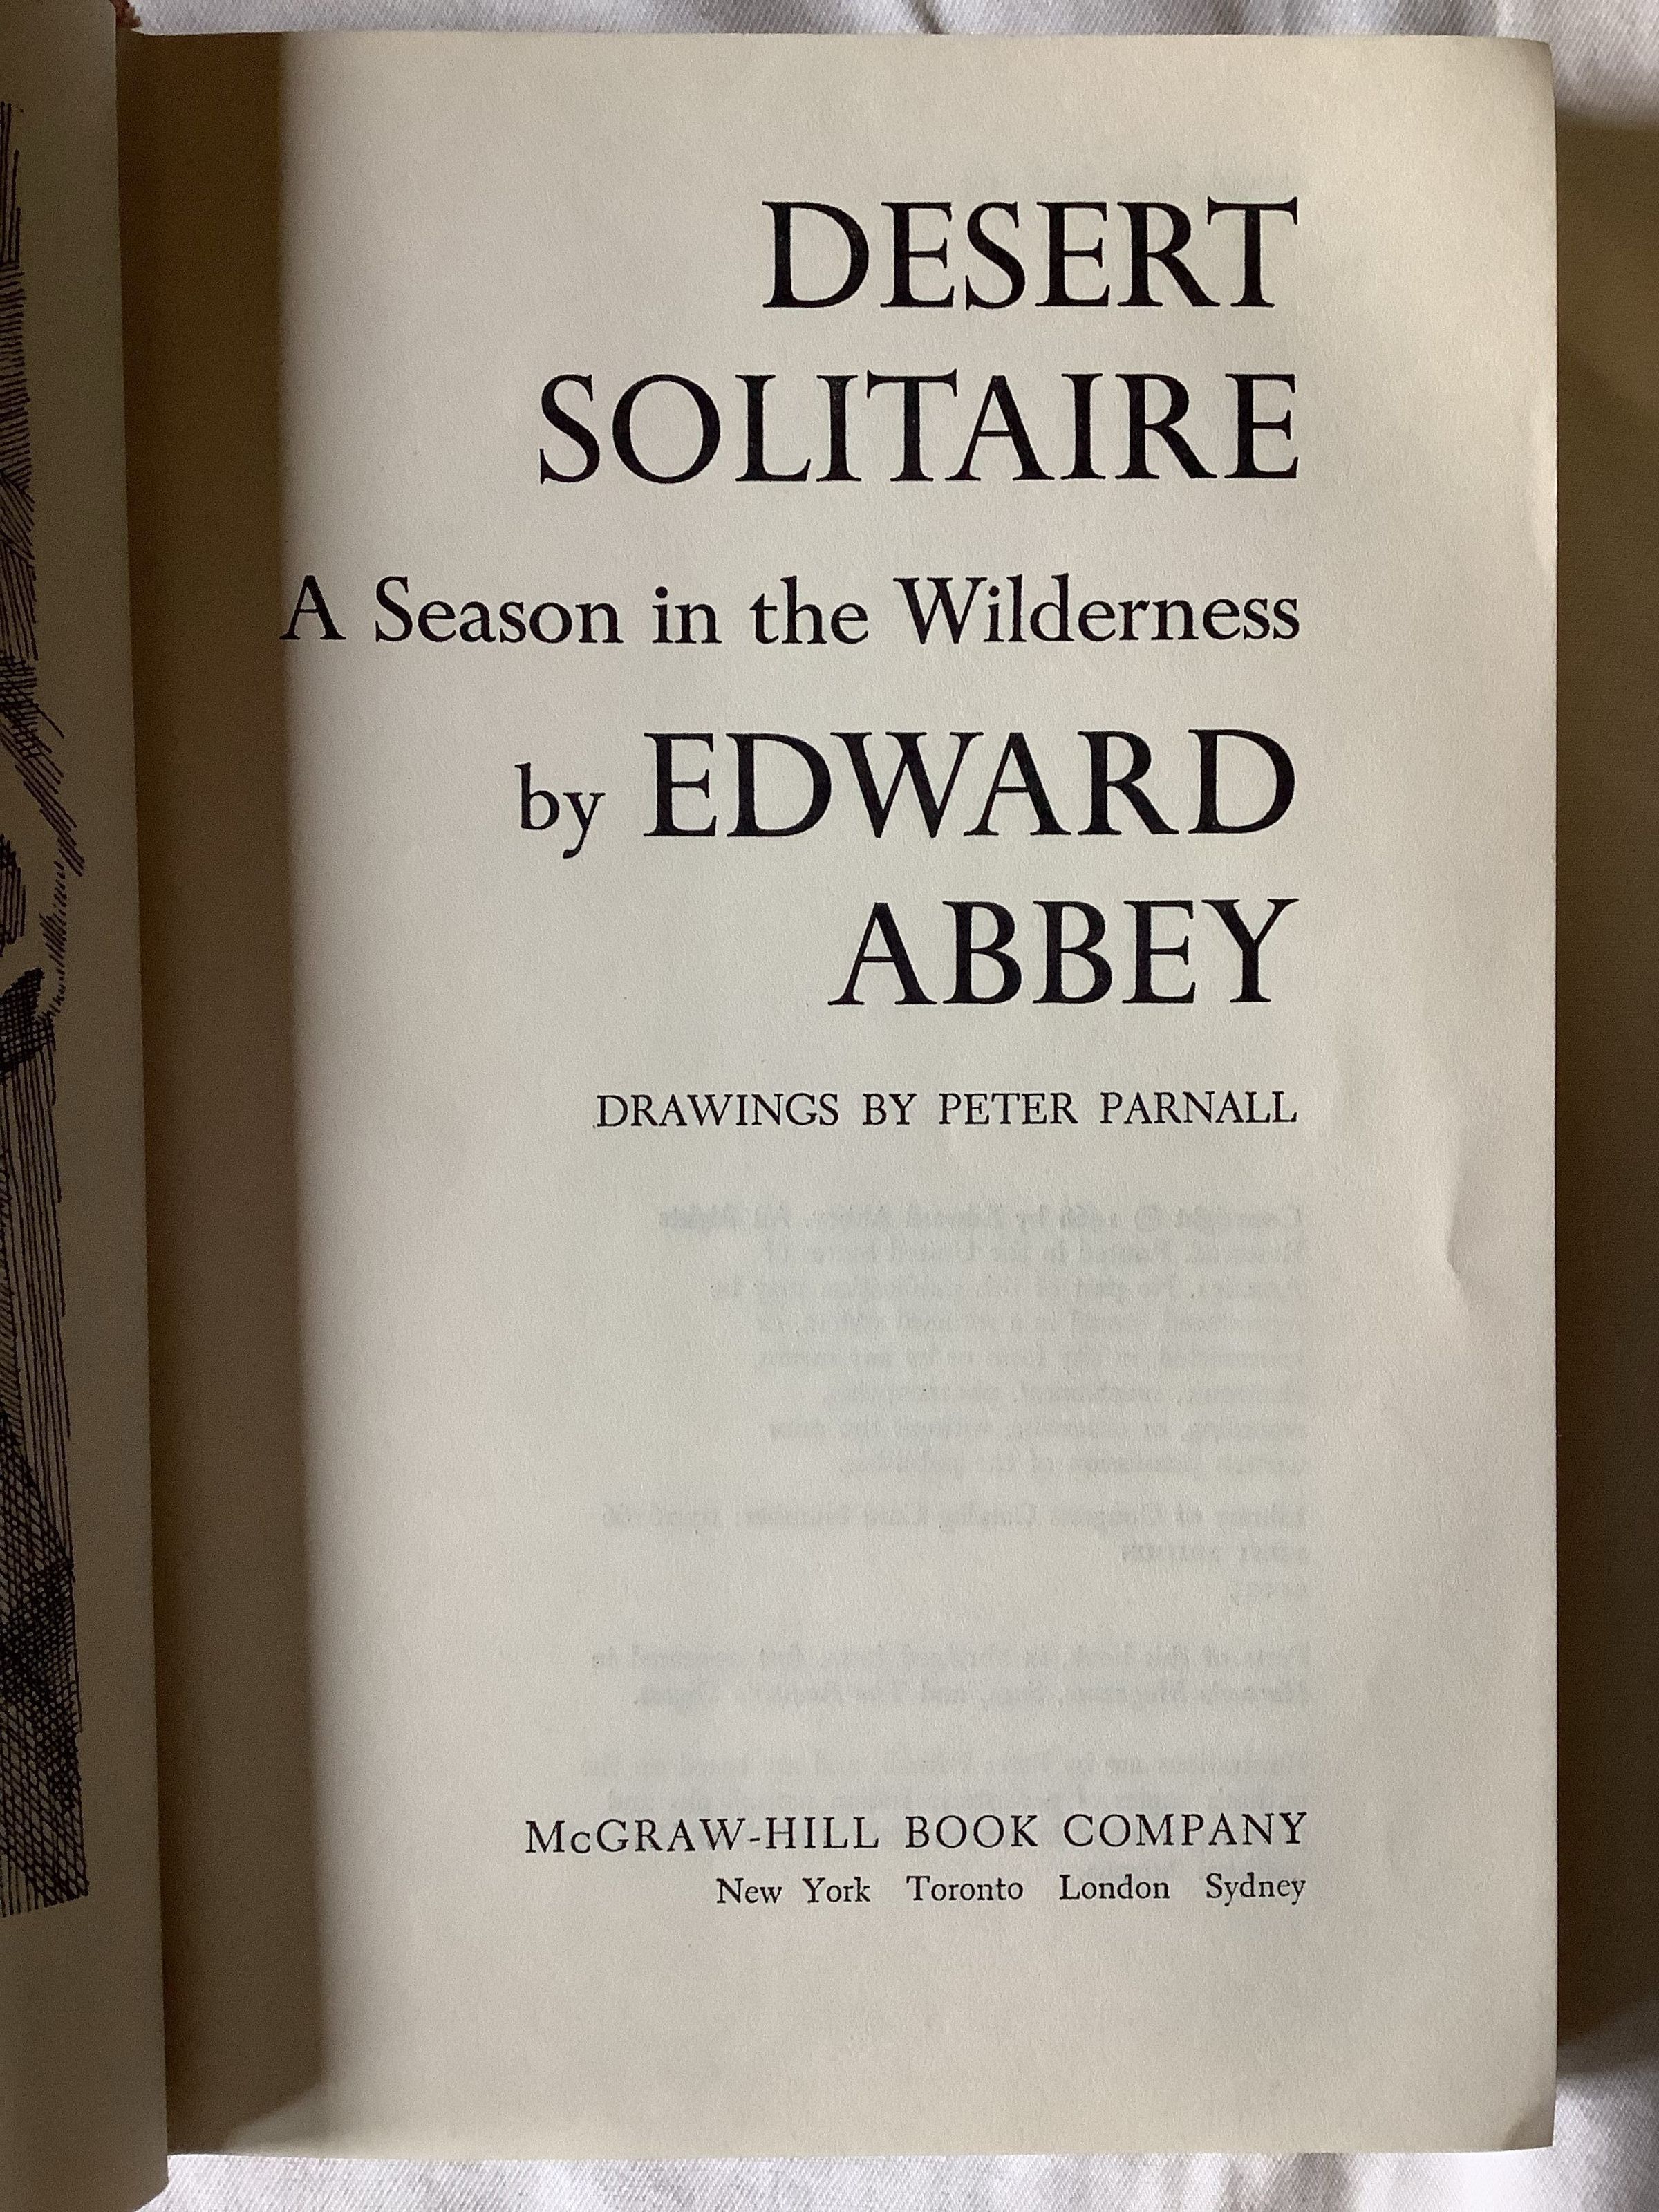 DESERT
SOLITAIRE
A Season in the Wilderness
by EDWARD
ABBEY
DRAWINGS BY PETER PARNALL
McGRAW-HILL BOOK COMPANY
New York Toronto London Sydney